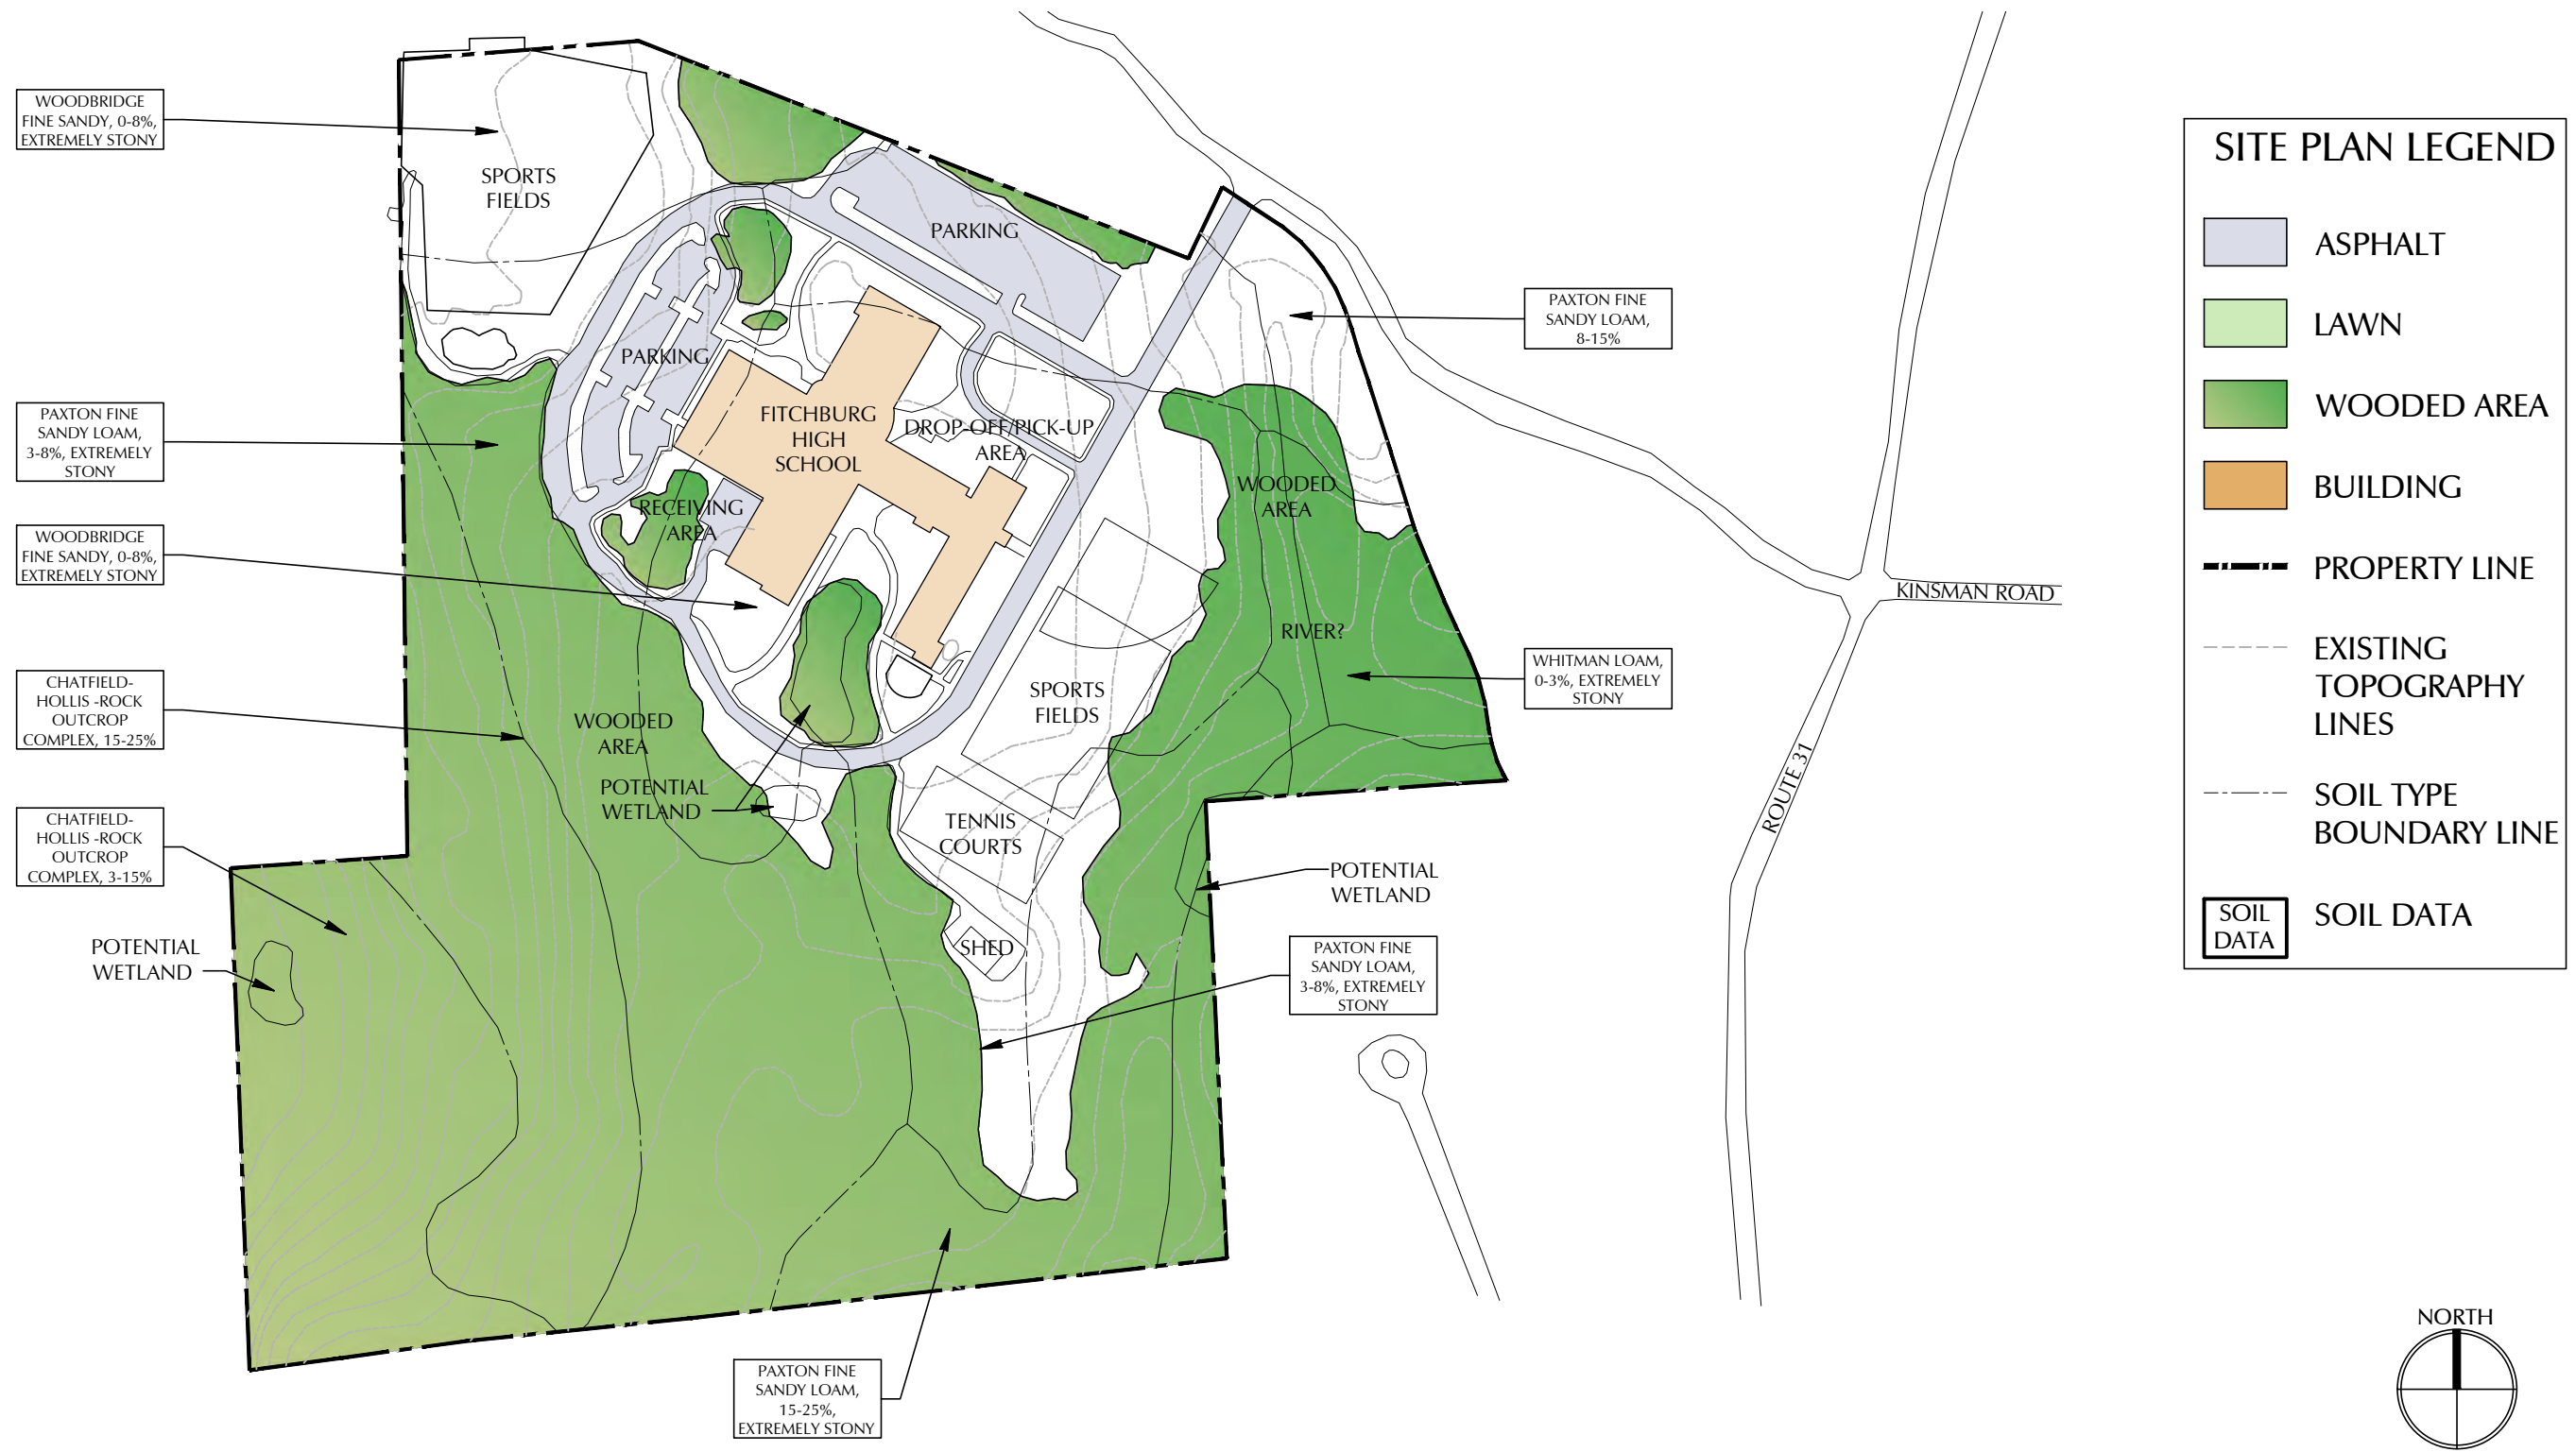 WOODBRIDGE
FINE SANDY, 0-8%,
EXTREMELY STONY
PAXTON FINE
SANDY LOAM,
3-8%, EXTREMELY
STONY
WOODBRIDGE
FINE SANDY, 0-8%,
EXTREMELY STONY
CHATFIELD-
HOLLIS -ROCK
OUTCROP
COMPLEX, 15-25%
CHATFIELD-
HOLLIS -ROCK
OUTCROP
COMPLEX, 3-15%
POTENTIAL
WETLAND
SPORTS
FIELDS
PARKING
PARKING
FITCHBURG
HIGH
SCHOOL
DROP-OFF/PICK-UP
AREA
RECEIVING
AREA
WOODED
AREA
POTENTIAL
WETLAND
SPORTS
FIELDS
TENNIS
COURTS
SHED
WOODED
AREA
RIVER?
POTENTIAL
WETLAND
PAXTON FINE
SANDY LOAM,
3-8%, EXTREMELY
STONY
PAXTON FINE
SANDY LOAM,
15-25%,
EXTREMELY STONY
PAXTON FINE
SANDY LOAM,
8-15%
WHITMAN LOAM,
0-3%, EXTREMELY
STONY
KINSMAN ROAD
ROUTE 31
SITE PLAN LEGEND
ASPHALT
LAWN
WOODED AREA
BUILDING
PROPERTY LINE
EXISTING
TOPOGRAPHY
LINES
SOIL TYPE
BOUNDARY LINE
SOIL
DATA
SOIL DATA
NORTH